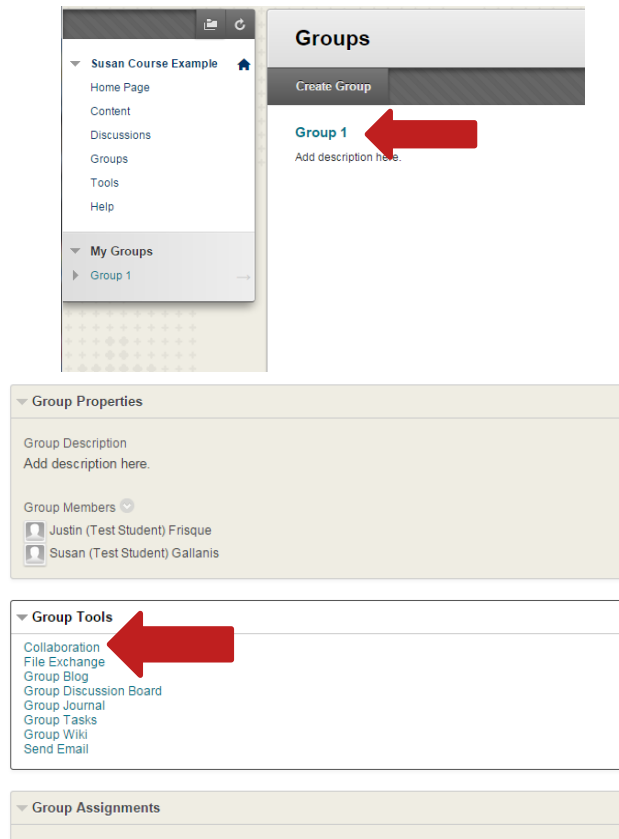 Susan Course Example
Home Page
Content
Discussions
Groups
Tools
Help
My Groups
Group 1
Groups
Create Group
Group 1
Add description here.
Group Properties
Group Description
Add description here.
Group Members
Justin (Test Student) Frisque
Susan (Test Student) Gallanis
Group Tools
Collaboration
File Exchange
Group Blog
Group Discussion Board
Group Journal
Group Tasks
Group Wiki
Send Email
Group Assignments